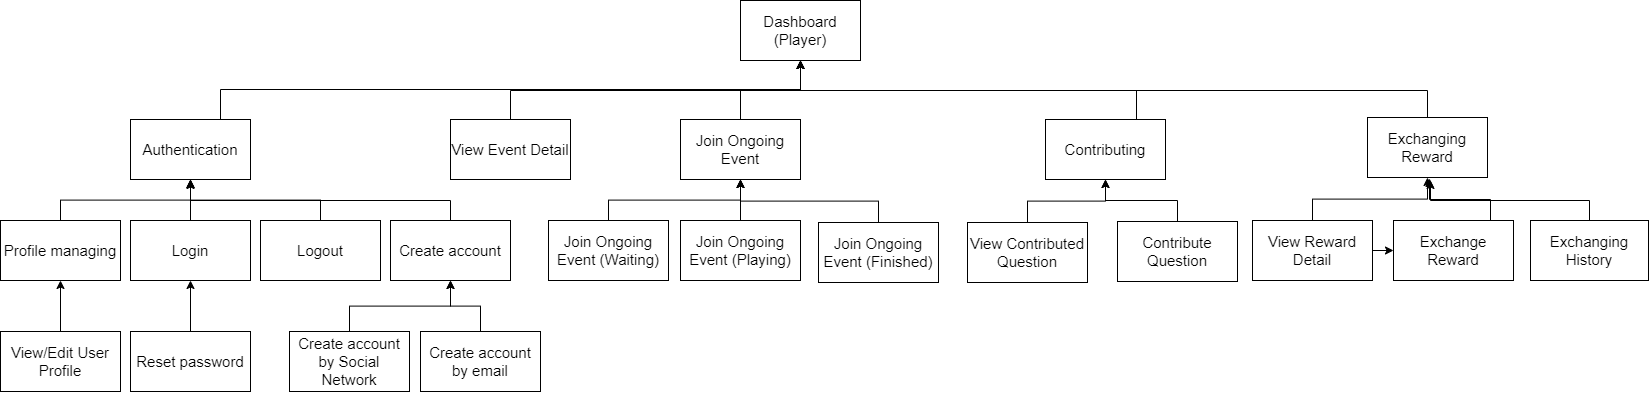 Dashboard
(Player)
Authentication
View Event Detail
Join Ongoing
Event
Contributing
Exchanging
Reward
Profile managing
Login
Logout
Create account
Join Ongoing
Event (Waiting)
Join Ongoing
Event (Playing)
Join Ongoing
Event (Finished)
View Contributed
Question
Contribute
Question
View Reward
Detail
Exchange
Reward
Exchanging
History
View/Edit User
Profile
Reset password
Create account
by Social
Network
Create account
by email